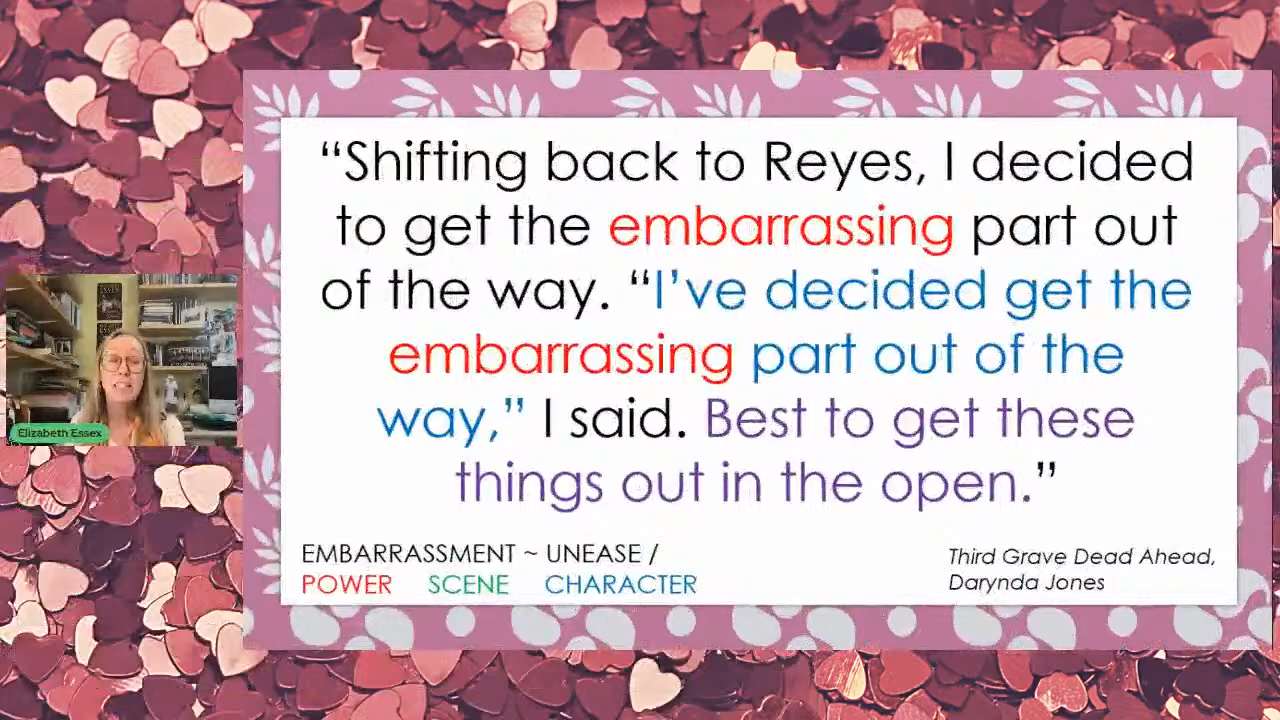 “Shifting back to Reyes, I decided
to get the embarrassing part out
of the way. “I’ve decided get the
embarrassing part out of the
way,” I said. Best to get these
things out in the open.”
EMBARRASSMENT ~ UNEASE /
POWER SCENE CHARACTER
Third Grave Dead Ahead,
Darynda Jones
Elizabeth Essex